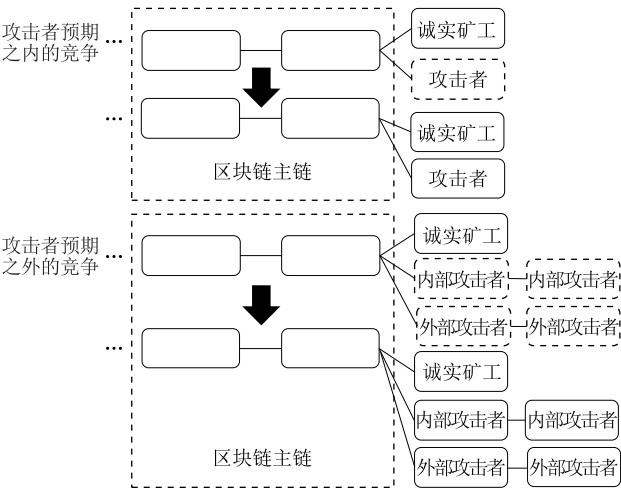 攻击者预期
之内的竞争
...
诚实矿工
攻击者
...
诚实矿工
攻击者
区块链主链
攻击者预期
之外的竞争
...
诚实矿工
内部攻击者 内部攻击者
外部攻击者 外部攻击者
...
诚实矿工
内部攻击者 内部攻击者
外部攻击者 外部攻击者
区块链主链